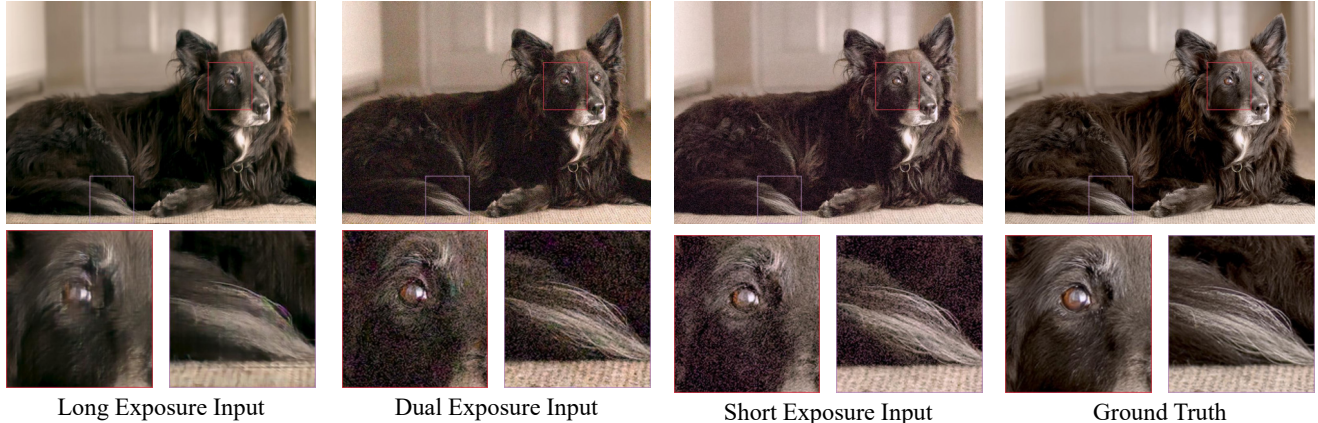 Long Exposure Input
Dual Exposure Input
Short Exposure Input
Ground Truth